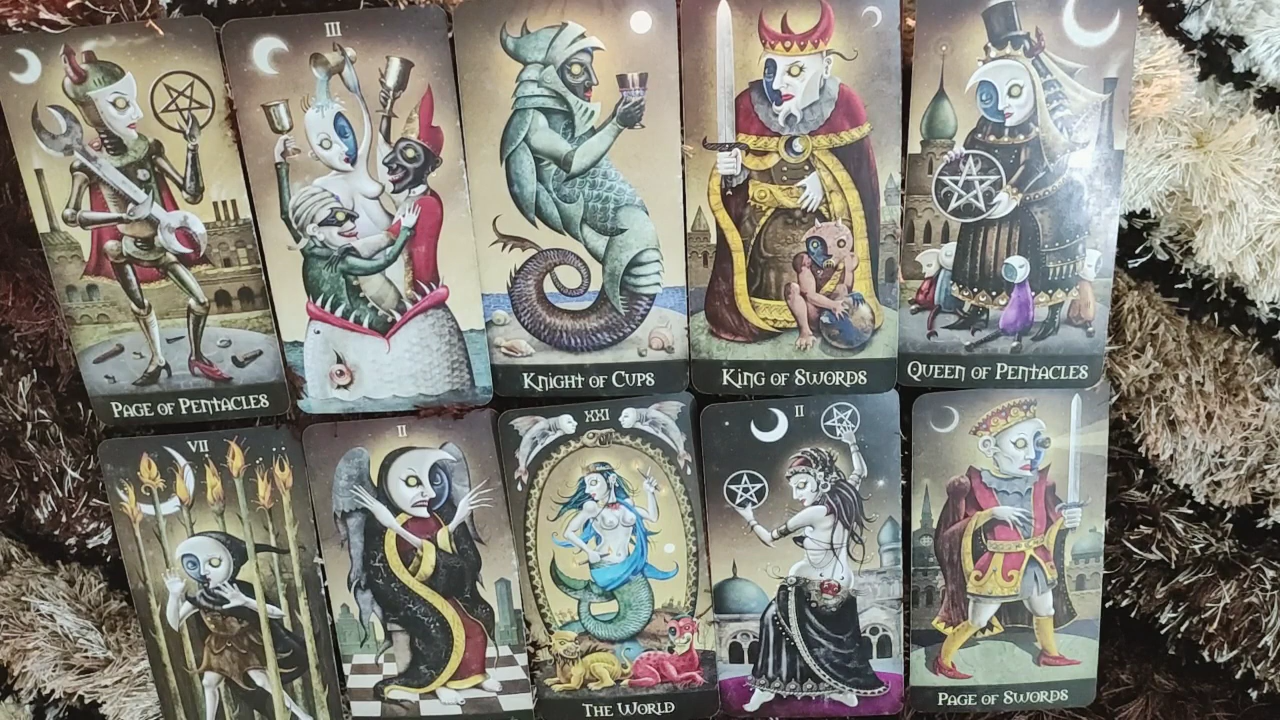 III
PAGE OF PENTACLES
KNIGHT OF CUPS
KING OF SWORDS
QUEEN OF PENTACLES
VII
II
XXI
II
THE WORLD
PAGE OF SWORDS